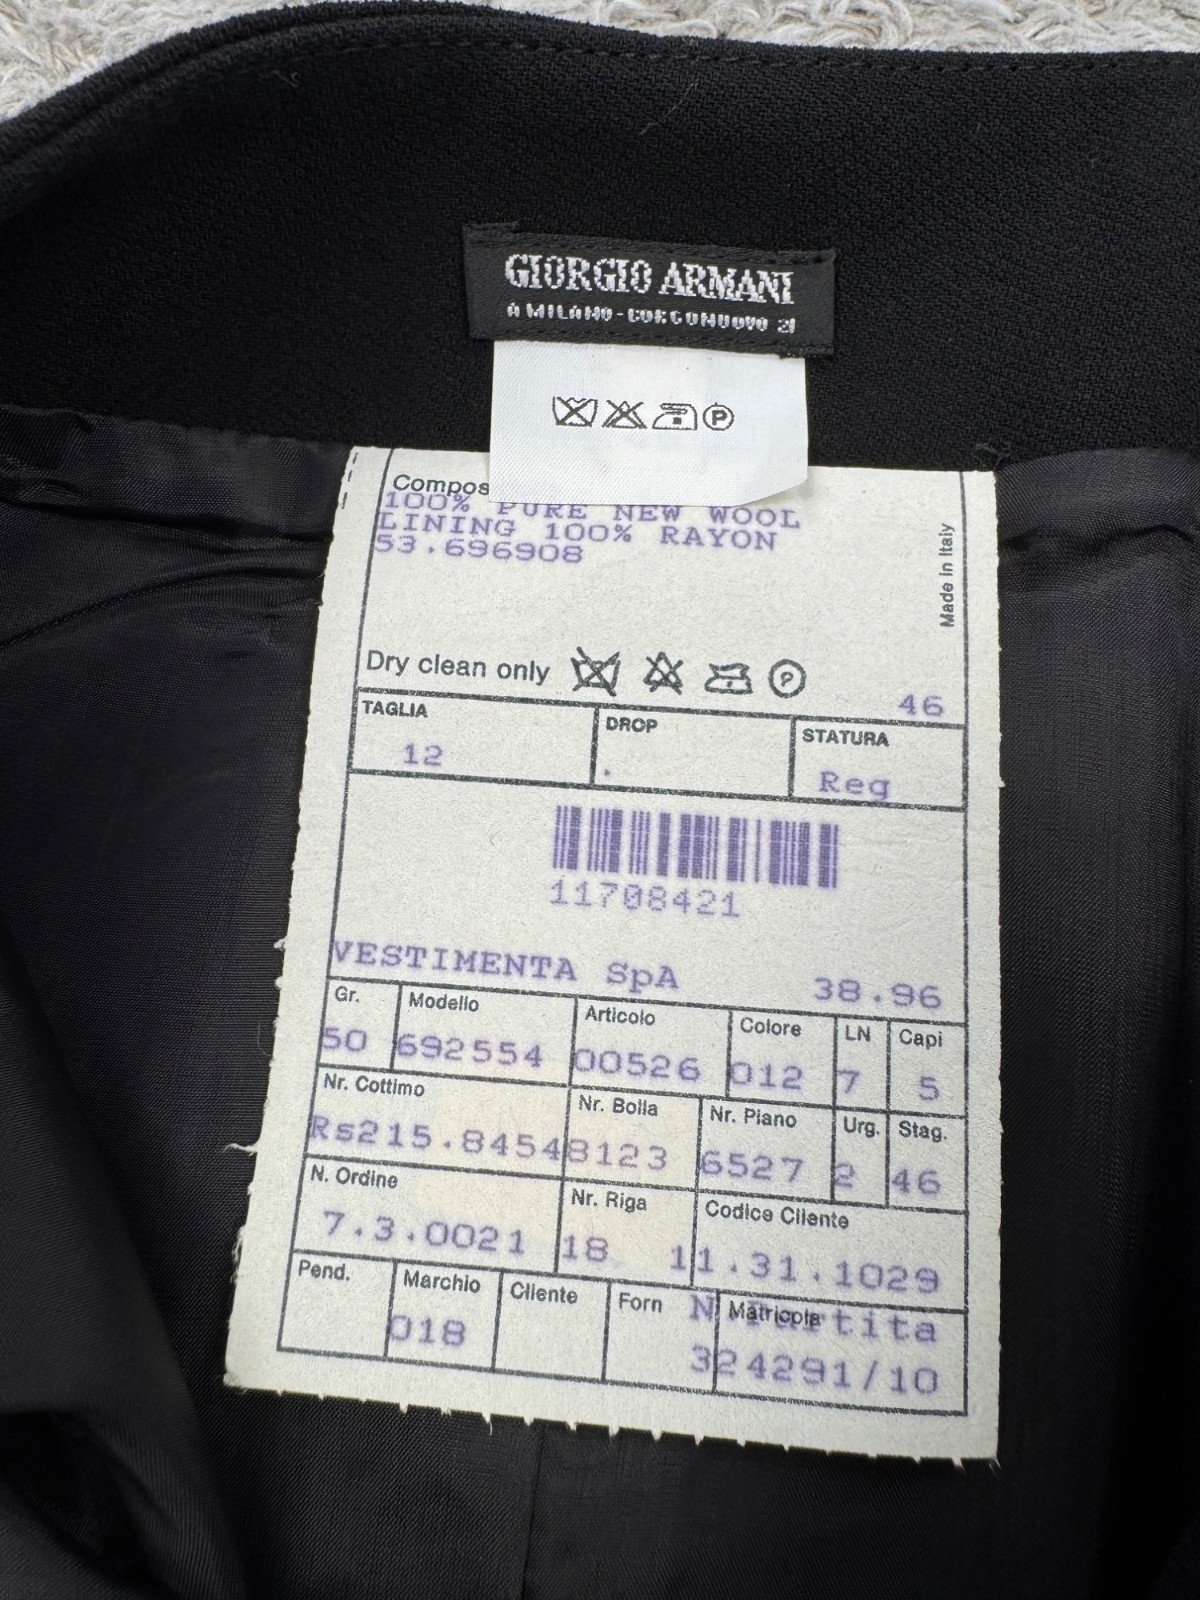 GIORGIO ARMANI
A MILANO - BORGONUOVO 21
P
Compos
100% PURE NEW WOOL
LINING 100% RAYON
53.696908
Made in Italy
Dry clean only P
46
TAGLIA DROP STATURA
12 . Reg
11708421
VESTIMENTA SpA 38.96
Gr. Modello Articolo Colore LN Capi
50 692554 00526 012 7 5
Nr. Cottimo Nr. Bolla Nr. Piano Urg. Stag.
Rs215.84548123 6527 2 46
N. Ordine Nr. Riga Codice Cliente
7.3.0021 18 11.31.1029
Pend. Marchio Cliente Forn Matricola
N.Partita
018 324291/10